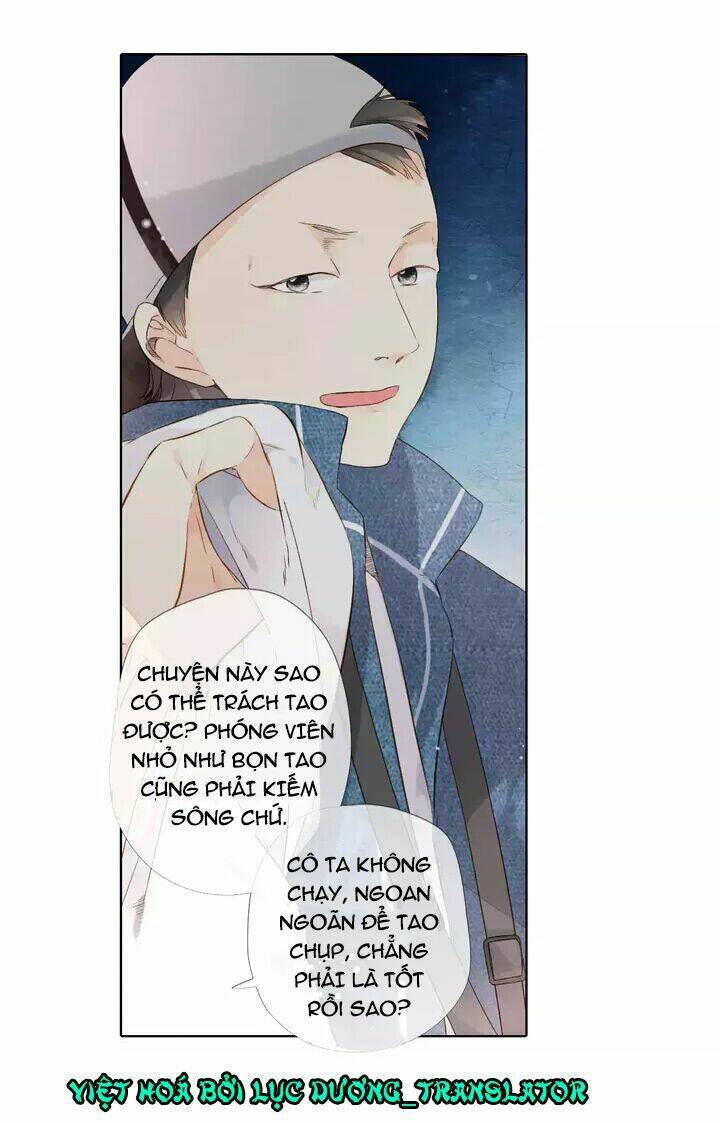 CHUYỆN NÀY SAO
CÓ THỂ TRÁCH TAO
ĐƯỢC? PHÓNG VIÊN
NHỎ NHƯ BỌN TAO
CŨNG PHẢI KIẾM
SÔNG CHỨ.
CÔ TA KHÔNG
CHẠY, NGOAN
NGOÃN ĐỂ TAO
CHỤP, CHẲNG
PHẢI LÀ TỐT
RỒI SAO?
VIỆT HOÁ BỞI LỤC DƯƠNG_TRANSLATOR